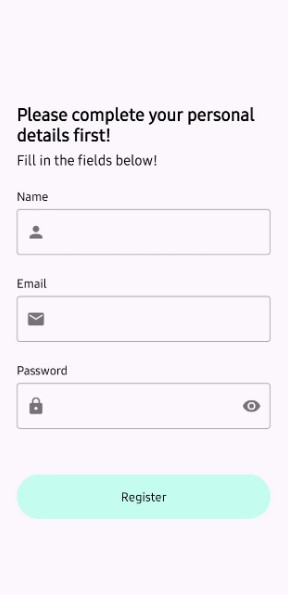 Please complete your personal
details first!
Fill in the fields below!
Name
Email
Password
Register